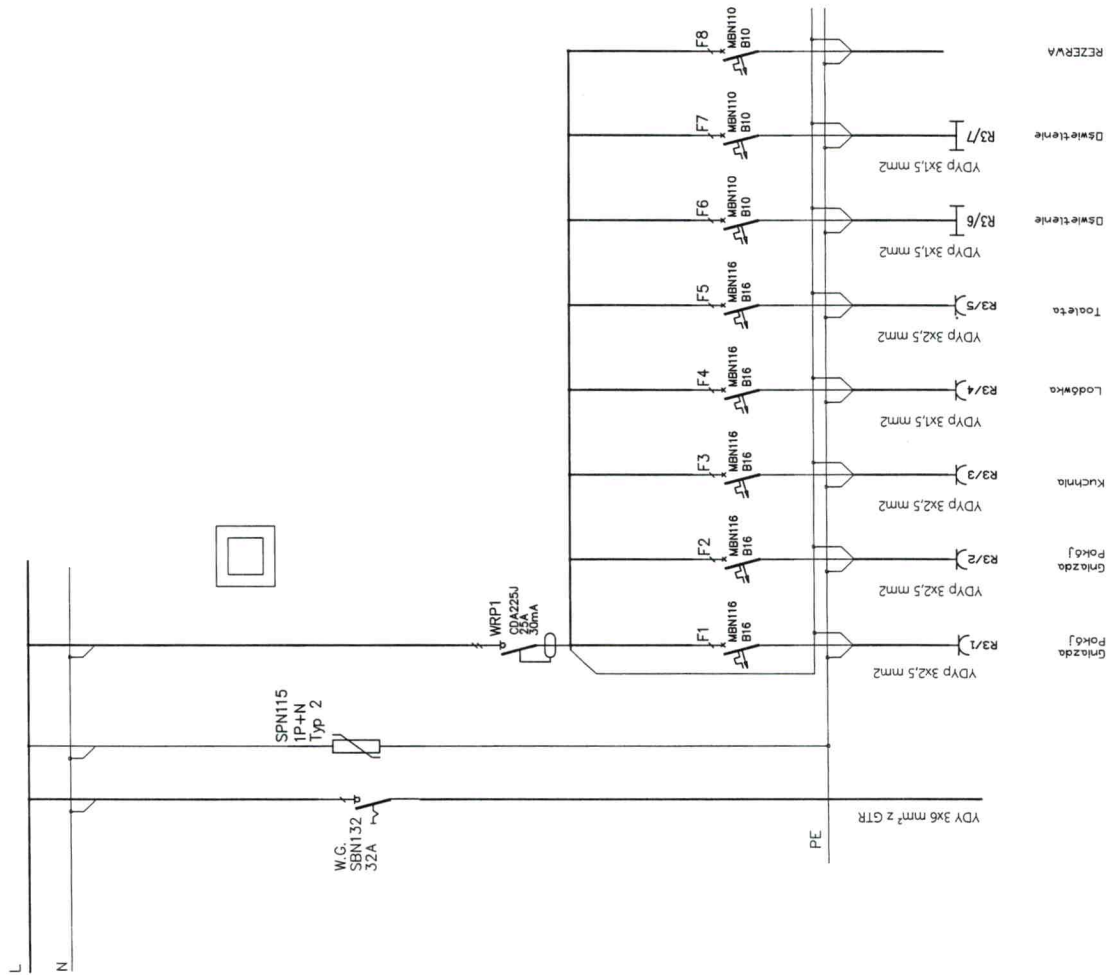 L
N
W.G.
SBN132
32A
YDY 3x6 mm² z GTR
PE
SPN115
1P+N
Typ 2
WRP1
CDA225J
25A
30mA
F1
MBN116
B16
YDYp 3x2,5 mm2
R3/1
Gniazda
Pokój
F2
MBN116
B16
YDYp 3x2,5 mm2
R3/2
Gniazda
Pokój
F3
MBN116
B16
YDYp 3x2,5 mm2
R3/3
Kuchnia
F4
MBN116
B16
YDYp 3x1,5 mm2
R3/4
Lodówka
F5
MBN116
B16
YDYp 3x2,5 mm2
R3/5
Toaleta
F6
MBN110
B10
YDYp 3x1,5 mm2
R3/6
Oświetlenie
F7
MBN110
B10
YDYp 3x1,5 mm2
R3/7
Oświetlenie
F8
MBN110
B10
REZERWA